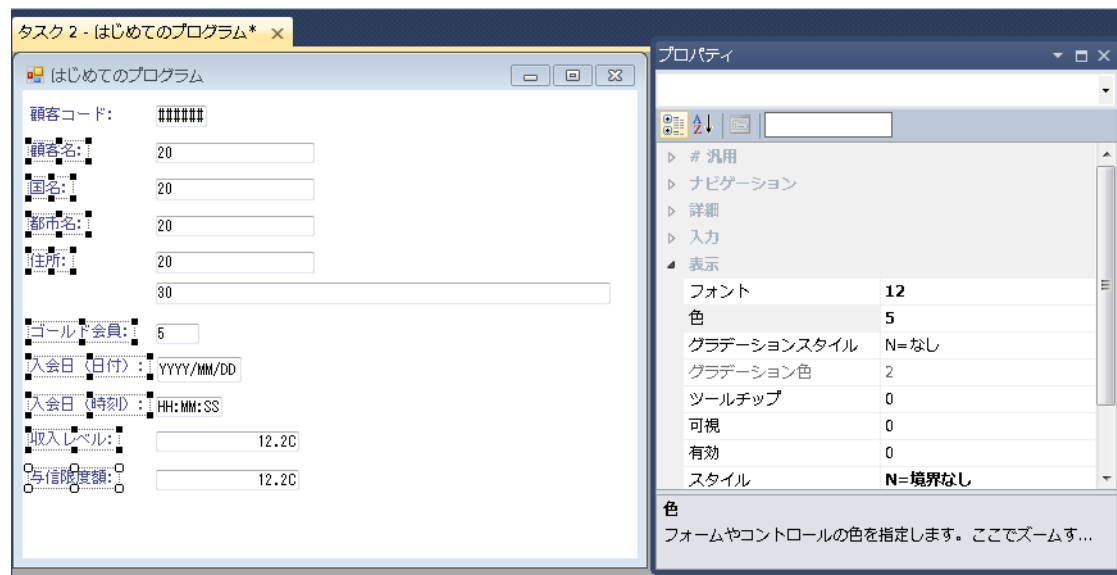 タスク 2 - はじめてのプログラム*
はじめてのプログラム
顧客コード: ######
顧客名: 20
国名: 20
都市名: 20
住所: 20
30
ゴールド会員: 5
入会日（日付）: YYYY/MM/DD
入会日（時刻）: HH:MM:SS
収入レベル: 12.2C
与信限度額: 12.2C
プロパティ
# 汎用
ナビゲーション
詳細
入力
表示
フォント 12
色 5
グラデーションスタイル N=なし
グラデーション色 2
ツールチップ 0
可視 0
有効 0
スタイル N=境界なし
色
フォームやコントロールの色を指定します。ここでズームす...